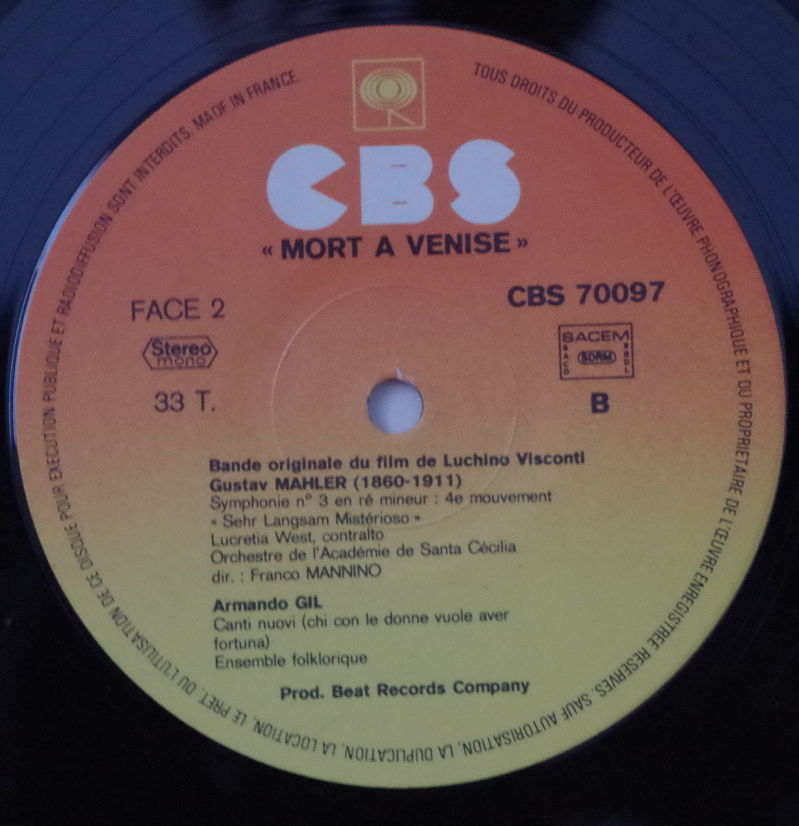 TOUS DROITS DU PRODUCTEUR DE L'ŒUVRE PHONOGRAPHIQUE ET DU PROPRIETAIRE DE L'ŒUVRE ENREGISTREE RESERVES. SAUF AUTORISATION, LA DUPLICATION, LA LOCATION, LE PRET, OU L'UTILISATION DE CE DISQUE POUR EXECUTION PUBLIQUE ET RADIODIFFUSION SONT INTERDITS. MADE IN FRANCE.
CBS
« MORT A VENISE »
FACE 2
CBS 70097
Stereo
mono
SACEM
SACD
SDRM
SGDL
33 T.
B
Bande originale du film de Luchino Visconti
Gustav MAHLER (1860-1911)
Symphonie n° 3 en ré mineur : 4e mouvement
« Sehr Langsam Mistérioso »
Lucretia West, contralto
Orchestre de l'Académie de Santa Cécilia
dir. : Franco MANNINO
Armando GIL
Canti nuovi (chi con le donne vuole aver
fortuna)
Ensemble folklorique
Prod. Beat Records Company